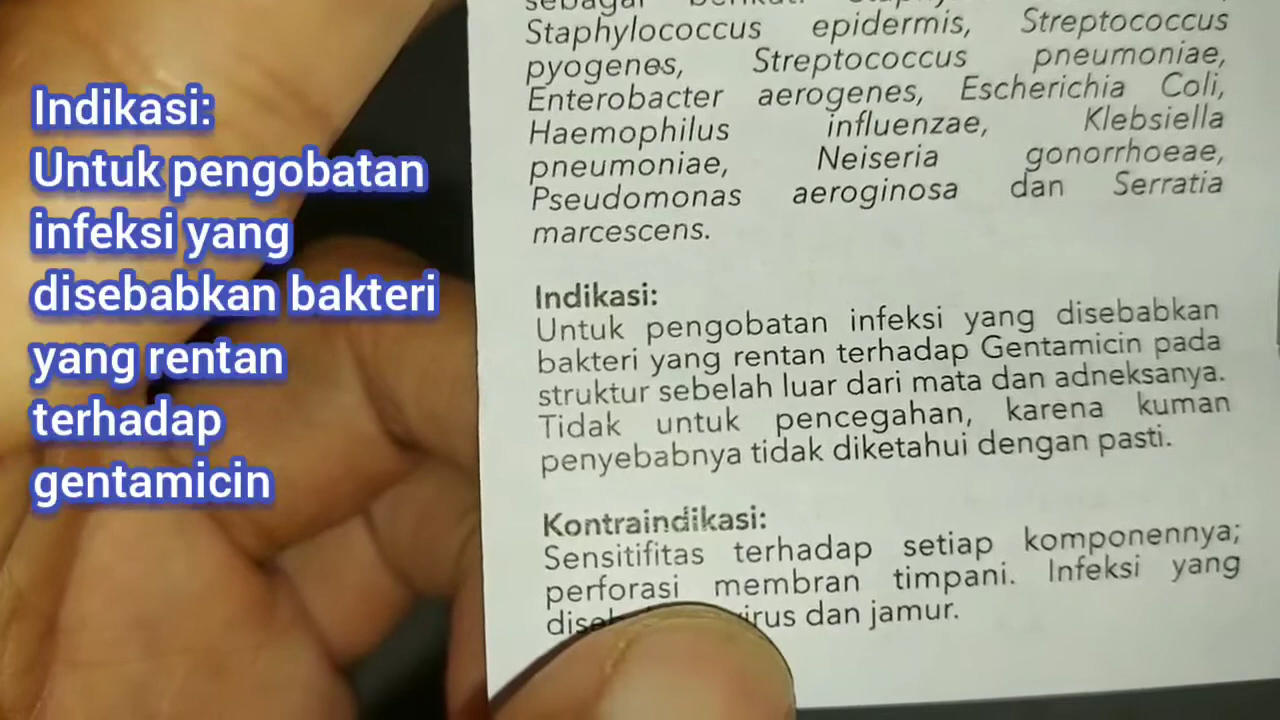 Indikasi:
Untuk pengobatan
infeksi yang
disebabkan bakteri
yang rentan
terhadap
gentamicin
Staphylococcus epidermis, Streptococcus
pyogenes, Streptococcus pneumoniae,
Enterobacter aerogenes, Escherichia Coli,
Haemophilus influenzae, Klebsiella
pneumoniae, Neiseria gonorrhoeae,
Pseudomonas aeroginosa dan Serratia
marcescens.
Indikasi:
Untuk pengobatan infeksi yang disebabkan
bakteri yang rentan terhadap Gentamicin pada
struktur sebelah luar dari mata dan adneksanya.
Tidak untuk pencegahan, karena kuman
penyebabnya tidak diketahui dengan pasti.
Kontraindikasi:
Sensitifitas terhadap setiap komponennya;
perforasi membran timpani. Infeksi yang
dan jamur.